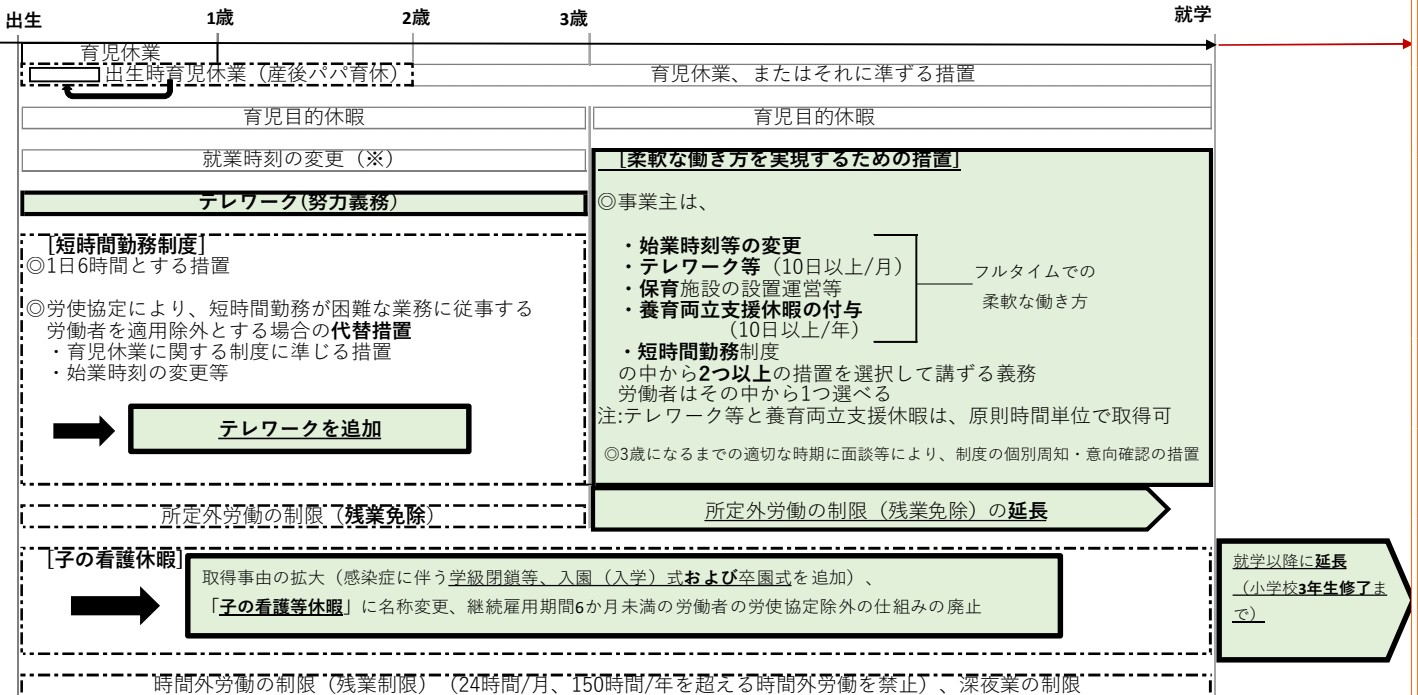 出生 1歳 2歳 3歳 就学
育児休業
出生時育児休業（産後パパ育休）
育児休業、またはそれに準ずる措置
育児目的休暇
育児目的休暇
就業時刻の変更（※）
テレワーク(努力義務)
[短時間勤務制度]
◎1日6時間とする措置
◎労使協定により、短時間勤務が困難な業務に従事する
労働者を適用除外とする場合の代替措置
・育児休業に関する制度に準じる措置
・始業時刻の変更等
テレワークを追加
[柔軟な働き方を実現するための措置]
◎事業主は、
・始業時刻等の変更
・テレワーク等（10日以上/月）
・保育施設の設置運営等
・養育両立支援休暇の付与
（10日以上/年）
・短時間勤務制度
フルタイムでの
柔軟な働き方
の中から2つ以上の措置を選択して講ずる義務
労働者はその中から1つ選べる
注:テレワーク等と養育両立支援休暇は、原則時間単位で取得可
◎3歳になるまでの適切な時期に面談等により、制度の個別周知・意向確認の措置
所定外労働の制限（残業免除）
所定外労働の制限（残業免除）の延長
[子の看護休暇]
取得事由の拡大（感染症に伴う学級閉鎖等、入園（入学）式および卒園式を追加）、
「子の看護等休暇」に名称変更、継続雇用期間6か月未満の労働者の労使協定除外の仕組みの廃止
就学以降に延長
（小学校3年生修了ま
で）
時間外労働の制限（残業制限）（24時間/月、150時間/年を超える時間外労働を禁止）、深夜業の制限